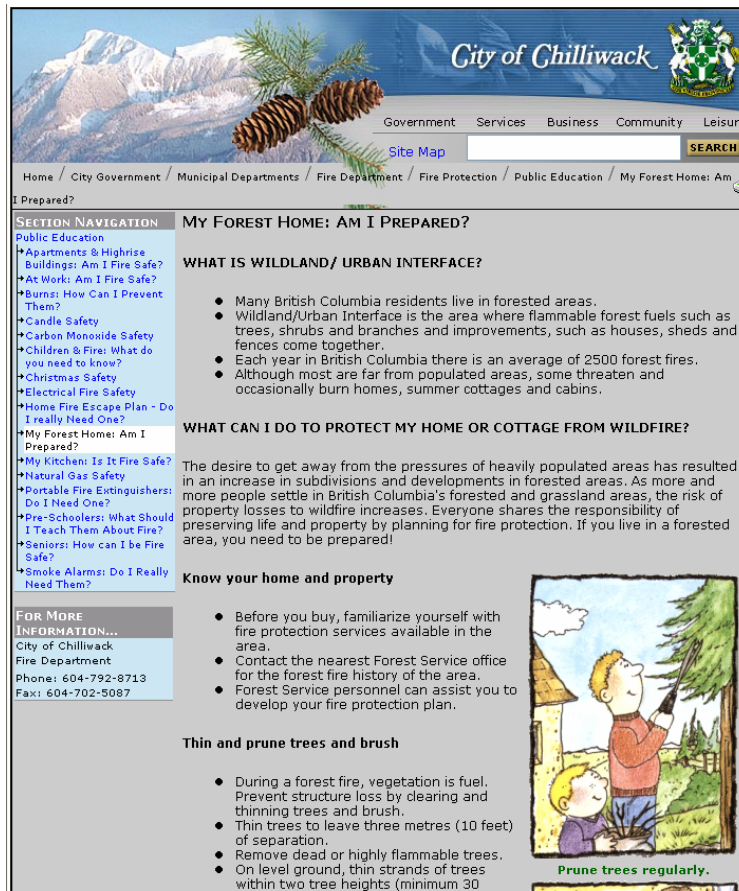 City of Chilliwack
Government Services Business Community Leisur
Site Map SEARCH
Home / City Government / Municipal Departments / Fire Department / Fire Protection / Public Education / My Forest Home: Am
I Prepared?
SECTION NAVIGATION
Public Education
Apartments & Highrise
Buildings: Am I Fire Safe?
At Work: Am I Fire Safe?
Burns: How Can I Prevent
Them?
Candle Safety
Carbon Monoxide Safety
Children & Fire: What do
you need to know?
Christmas Safety
Electrical Fire Safety
Home Fire Escape Plan - Do
I really Need One?
My Forest Home: Am I
Prepared?
My Kitchen: Is It Fire Safe?
Natural Gas Safety
Portable Fire Extinguishers:
Do I Need One?
Pre-Schoolers: What Should
I Teach Them About Fire?
Seniors: How can I be Fire
Safe?
Smoke Alarms: Do I Really
Need Them?
FOR MORE
INFORMATION...
City of Chilliwack
Fire Department
Phone: 604-792-8713
Fax: 604-702-5087
MY FOREST HOME: AM I PREPARED?
WHAT IS WILDLAND/ URBAN INTERFACE?
Many British Columbia residents live in forested areas.
Wildland/Urban Interface is the area where flammable forest fuels such as
trees, shrubs and branches and improvements, such as houses, sheds and
fences come together.
Each year in British Columbia there is an average of 2500 forest fires.
Although most are far from populated areas, some threaten and
occasionally burn homes, summer cottages and cabins.
WHAT CAN I DO TO PROTECT MY HOME OR COTTAGE FROM WILDFIRE?
The desire to get away from the pressures of heavily populated areas has resulted
in an increase in subdivisions and developments in forested areas. As more and
more people settle in British Columbia's forested and grassland areas, the risk of
property losses to wildfire increases. Everyone shares the responsibility of
preserving life and property by planning for fire protection. If you live in a forested
area, you need to be prepared!
Know your home and property
Before you buy, familiarize yourself with
fire protection services available in the
area.
Contact the nearest Forest Service office
for the forest fire history of the area.
Forest Service personnel can assist you to
develop your fire protection plan.
Thin and prune trees and brush
During a forest fire, vegetation is fuel.
Prevent structure loss by clearing and
thinning trees and brush.
Thin trees to leave three metres (10 feet)
of separation.
Remove dead or highly flammable trees.
On level ground, thin strands of trees
within two tree heights (minimum 30
Prune trees regularly.